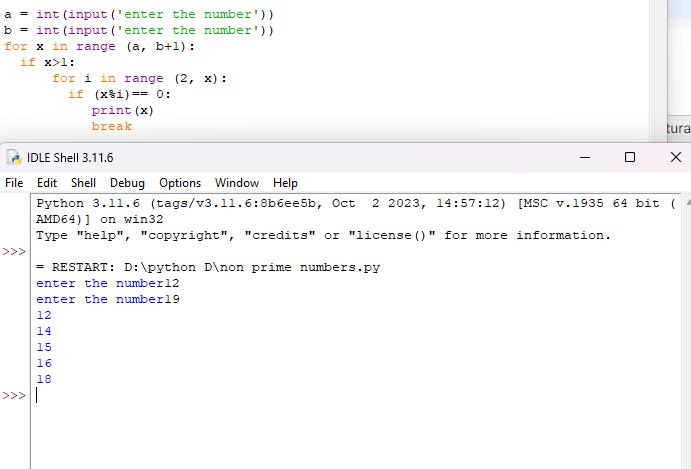 a = int(input('enter the number'))
b = int(input('enter the number'))
for x in range (a, b+1):
  if x>1:
      for i in range (2, x):
        if (x%i)== 0:
           print(x)
           break
tura
IDLE Shell 3.11.6
File Edit Shell Debug Options Window Help
Python 3.11.6 (tags/v3.11.6:8b6ee5b, Oct  2 2023, 14:57:12) [MSC v.1935 64 bit (
AMD64)] on win32
Type "help", "copyright", "credits" or "license()" for more information.
>>>
= RESTART: D:\python D\non prime numbers.py
enter the number12
enter the number19
12
14
15
16
18
>>>